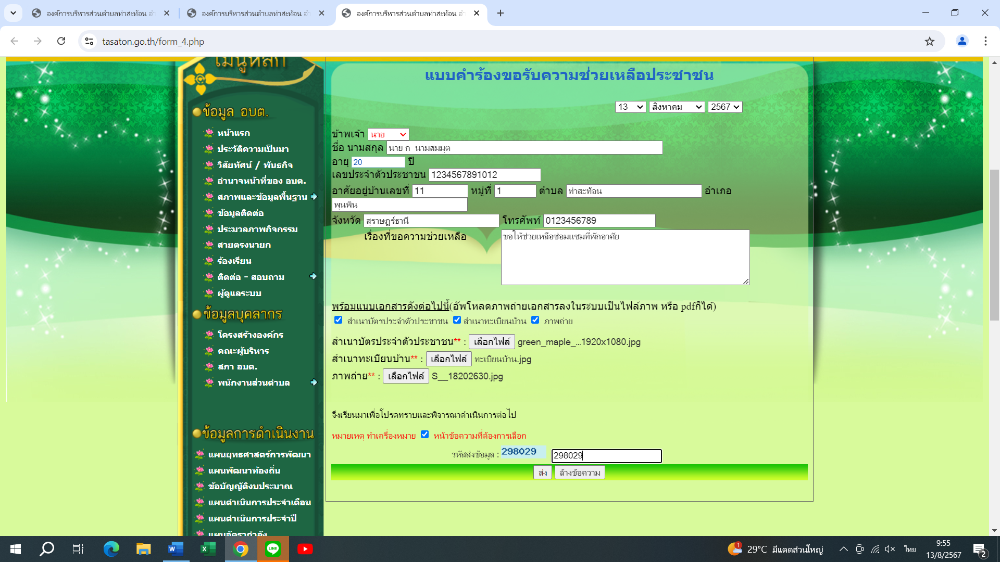 องค์การบริหารส่วนตำบลท่าสะท้อน อำ
องค์การบริหารส่วนตำบลท่าสะท้อน อำ
องค์การบริหารส่วนตำบลท่าสะท้อน อำ
tasaton.go.th/form_4.php
เมนูหลัก
ข้อมูล อบต.
หน้าแรก
ประวัติความเป็นมา
วิสัยทัศน์ / พันธกิจ
อำนาจหน้าที่ของ อบต.
สภาพและข้อมูลพื้นฐาน
ข้อมูลติดต่อ
ประมวลภาพกิจกรรม
สายตรงนายก
ร้องเรียน
ติดต่อ - สอบถาม
ผู้ดูแลระบบ
ข้อมูลบุคลากร
โครงสร้างองค์กร
คณะผู้บริหาร
สภา อบต.
พนักงานส่วนตำบล
ข้อมูลการดำเนินงาน
แผนยุทธศาสตร์การพัฒนา
แผนพัฒนาท้องถิ่น
ข้อบัญญัติงบประมาณ
แผนดำเนินการประจำเดือน
แผนดำเนินการประจำปี
แผนอัตรากำลัง
แบบคำร้องขอรับความช่วยเหลือประชาชน
13 สิงหาคม 2567
ข้าพเจ้า นาย
ชื่อ นามสกุล นาย ก นามสมมุต
อายุ 20 ปี
เลขประจำตัวประชาชน 1234567891012
อาศัยอยู่บ้านเลขที่ 11 หมู่ที่ 1 ตำบล ท่าสะท้อน อำเภอ
พุนพิน
จังหวัด สุราษฎร์ธานี โทรศัพท์ 0123456789
เรื่องที่ขอความช่วยเหลือ ขอให้ช่วยเหลือซ่อมแซมที่พักอาศัย
พร้อมแนบเอกสารดังต่อไปนี้(อัพโหลดภาพถ่ายเอกสารลงในระบบเป็นไฟล์ภาพ หรือ pdfก็ได้)
สำเนาบัตรประจำตัวประชาชน สำเนาทะเบียนบ้าน ภาพถ่าย
สำเนาบัตรประจำตัวประชาชน** : เลือกไฟล์ green_maple_...1920x1080.jpg
สำเนาทะเบียนบ้าน** : เลือกไฟล์ ทะเบียนบ้าน.jpg
ภาพถ่าย** : เลือกไฟล์ S__18202630.jpg
จึงเรียนมาเพื่อโปรดทราบและพิจารณาดำเนินการต่อไป
หมายเหตุ ทำเครื่องหมาย หน้าข้อความที่ต้องการเลือก
รหัสส่งข้อมูล : 298029 298029
ส่ง ล้างข้อความ
1 29°C มีแดดส่วนใหญ่ ไทย 9:55
13/8/2567 2